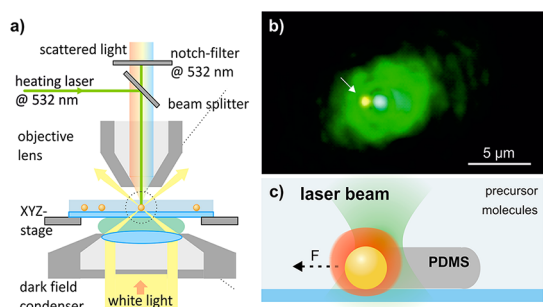 a)
scattered light
notch-filter
@ 532 nm
heating laser
@ 532 nm
beam splitter
objective
lens
XYZ-
stage
dark field
condenser
white light
b)
5 µm
c)
laser beam
precursor
molecules
F
PDMS